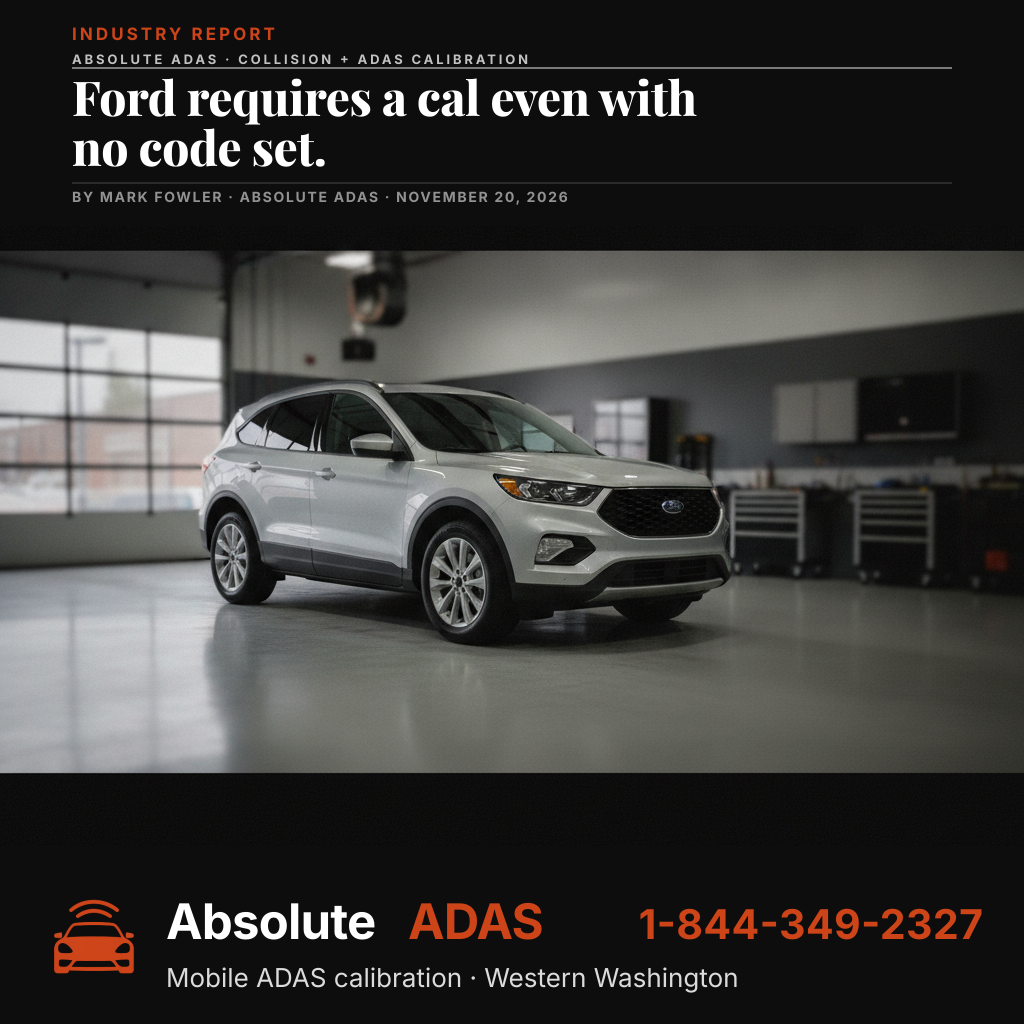 INDUSTRY REPORT
ABSOLUTE ADAS · COLLISION + ADAS CALIBRATION
Ford requires a cal even with
no code set.
BY MARK FOWLER · ABSOLUTE ADAS · NOVEMBER 20, 2026
Ford
Absolute ADAS
1-844-349-2327
Mobile ADAS calibration · Western Washington